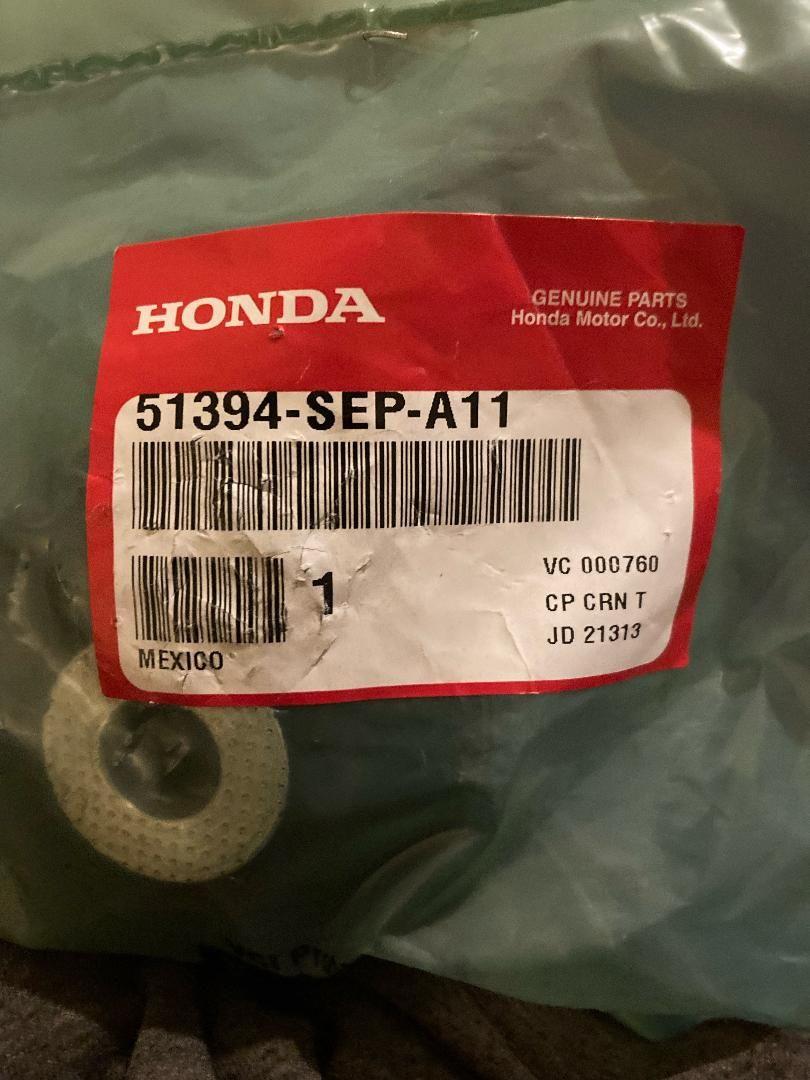 HONDA
GENUINE PARTS
Honda Motor Co., Ltd.
51394-SEP-A11
1
VC 000760
CP CRN T
JD 21313
MEXICO